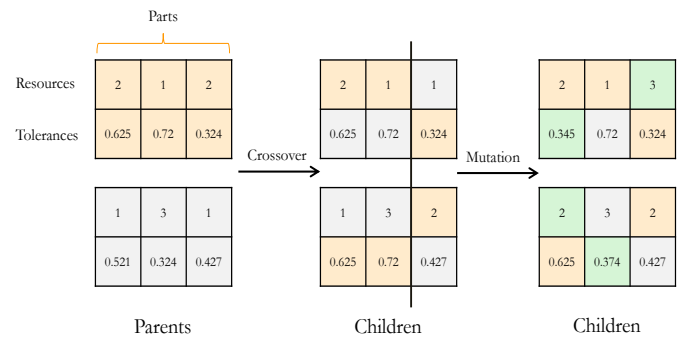 Parts
Resources 2 1 2 2 1 1 2 1 3
Tolerances 0.625 0.72 0.324 0.625 0.72 0.324 0.345 0.72 0.324
Crossover Mutation
1 3 1 1 3 2 2 3 2
0.521 0.324 0.427 0.625 0.72 0.427 0.625 0.374 0.427
Parents Children Children